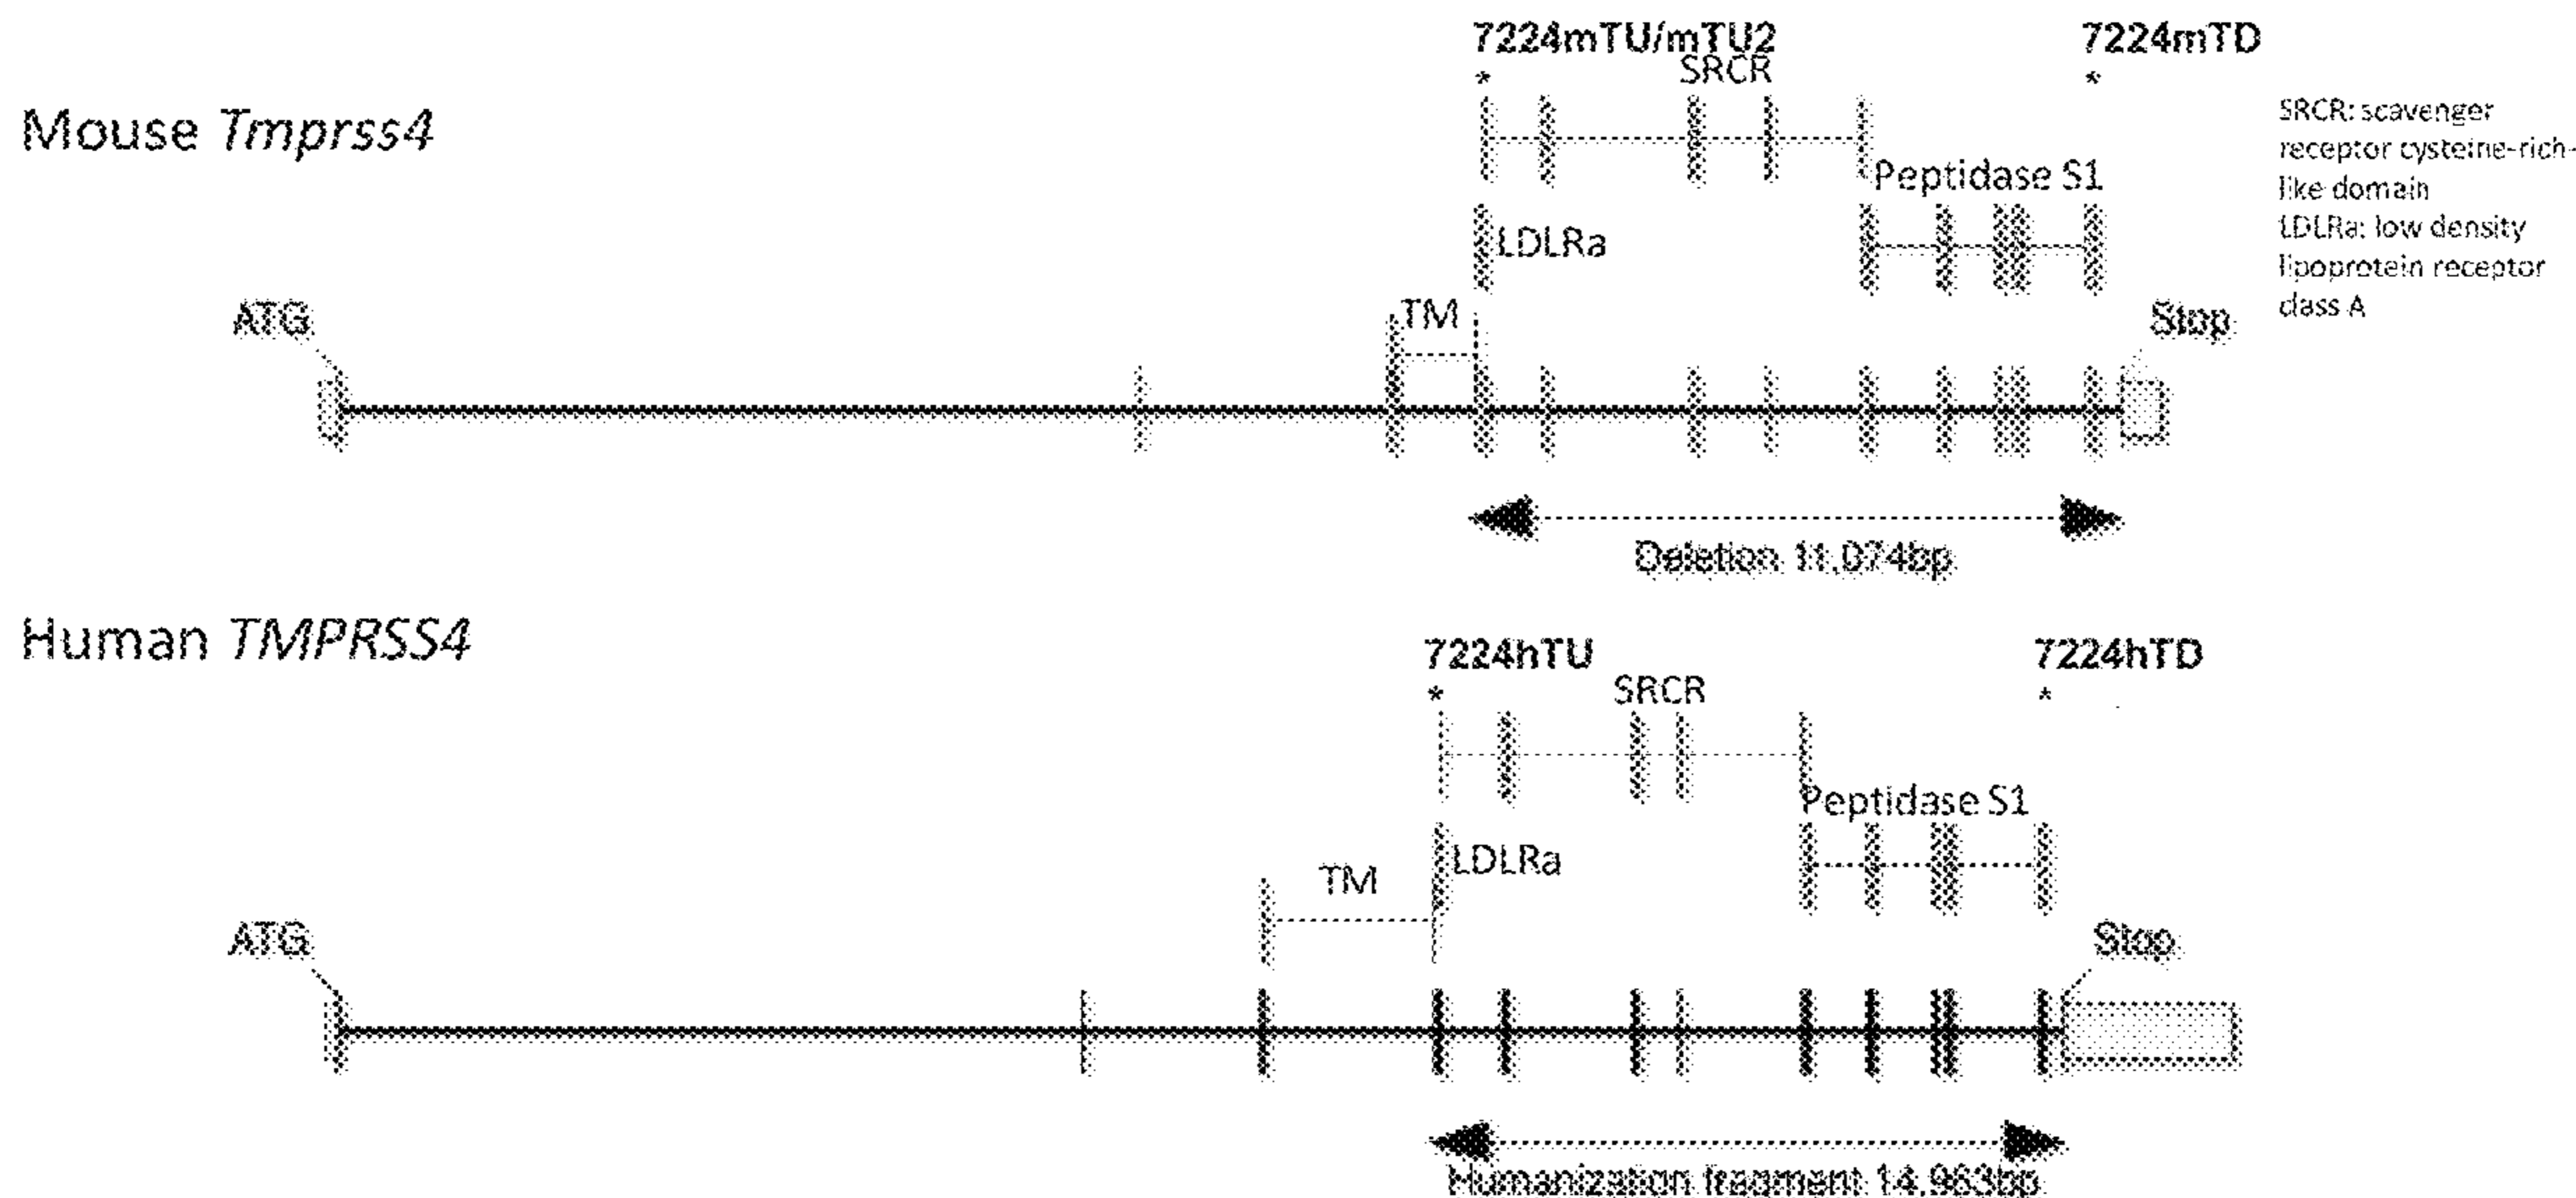 7224mTU/mTU2
7224mTD
*
SRCR
*
Mouse Tmprss4
SRCR: scavenger
receptor cysteine-rich-
like domain
LDLRa: low density
lipoprotein receptor
class A
Peptidase S1
LDLRa
ATG
TM
Stop
Deletion 11,074bp
Human TMPRSS4
7224hTU
7224hTD
*
SRCR
*
Peptidase S1
LDLRa
TM
ATG
Stop
Humanization fragment 14,963bp